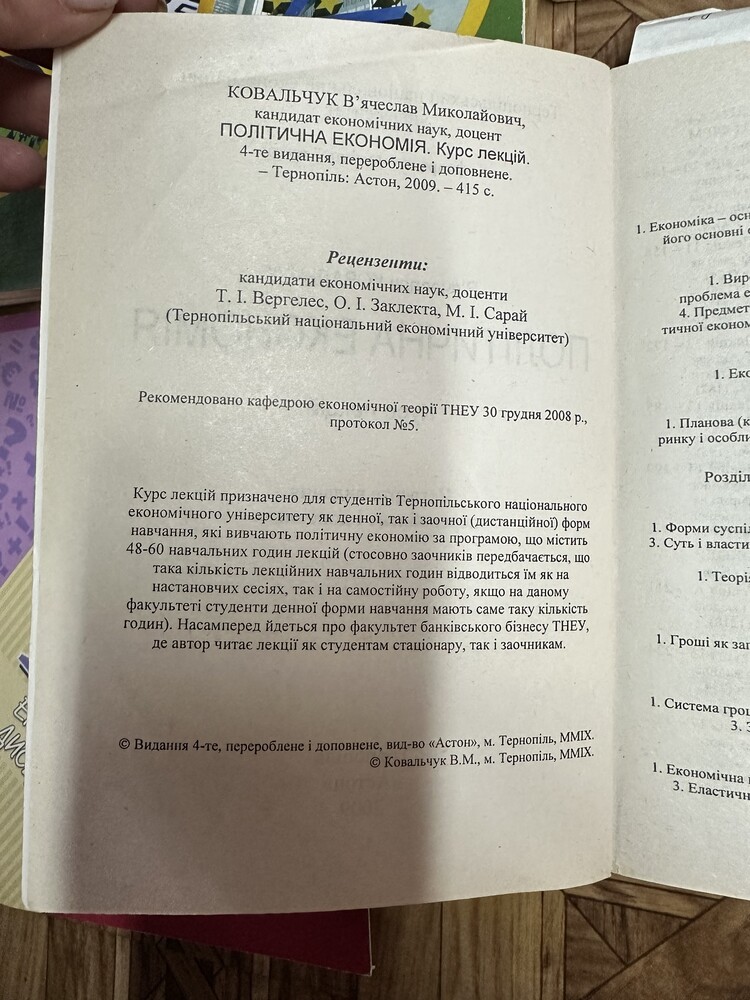 КОВАЛЬЧУК В’ячеслав Миколайович,
кандидат економічних наук, доцент
ПОЛІТИЧНА ЕКОНОМІЯ. Курс лекцій.
4-те видання, перероблене і доповнене.
– Тернопіль: Астон, 2009. – 415 с.
Рецензенти:
кандидати економічних наук, доценти
Т. І. Вергелес, О. І. Заклекта, М. І. Сарай
(Тернопільський національний економічний університет)
Рекомендовано кафедрою економічної теорії ТНЕУ 30 грудня 2008 р.,
протокол №5.
Курс лекцій призначено для студентів Тернопільського національного
економічного університету як денної, так і заочної (дистанційної) форм
навчання, які вивчають політичну економію за програмою, що містить
48-60 навчальних годин лекцій (стосовно заочників передбачається, що
така кількість лекційних навчальних годин відводиться їм як на
настановчих сесіях, так і на самостійну роботу, якщо на даному
факультеті студенти денної форми навчання мають саме таку кількість
годин). Насамперед йдеться про факультет банківського бізнесу ТНЕУ,
де автор читає лекції як студентам стаціонару, так і заочникам.
© Видання 4-те, перероблене і доповнене, вид-во «Астон», м. Тернопіль, MMIX.
© Ковальчук В.М., м. Тернопіль, MMIX.
1. Економіка – осн
його основні
1. Вир
проблема е
4. Предмет
тичної економ
1. Еко
1. Планова (к
ринку і особли
Розділ
1. Форми суспіл
3. Суть і власти
1. Теорі
1. Гроші як заг
1. Система грош
3.
1. Економічна
3. Еластичн